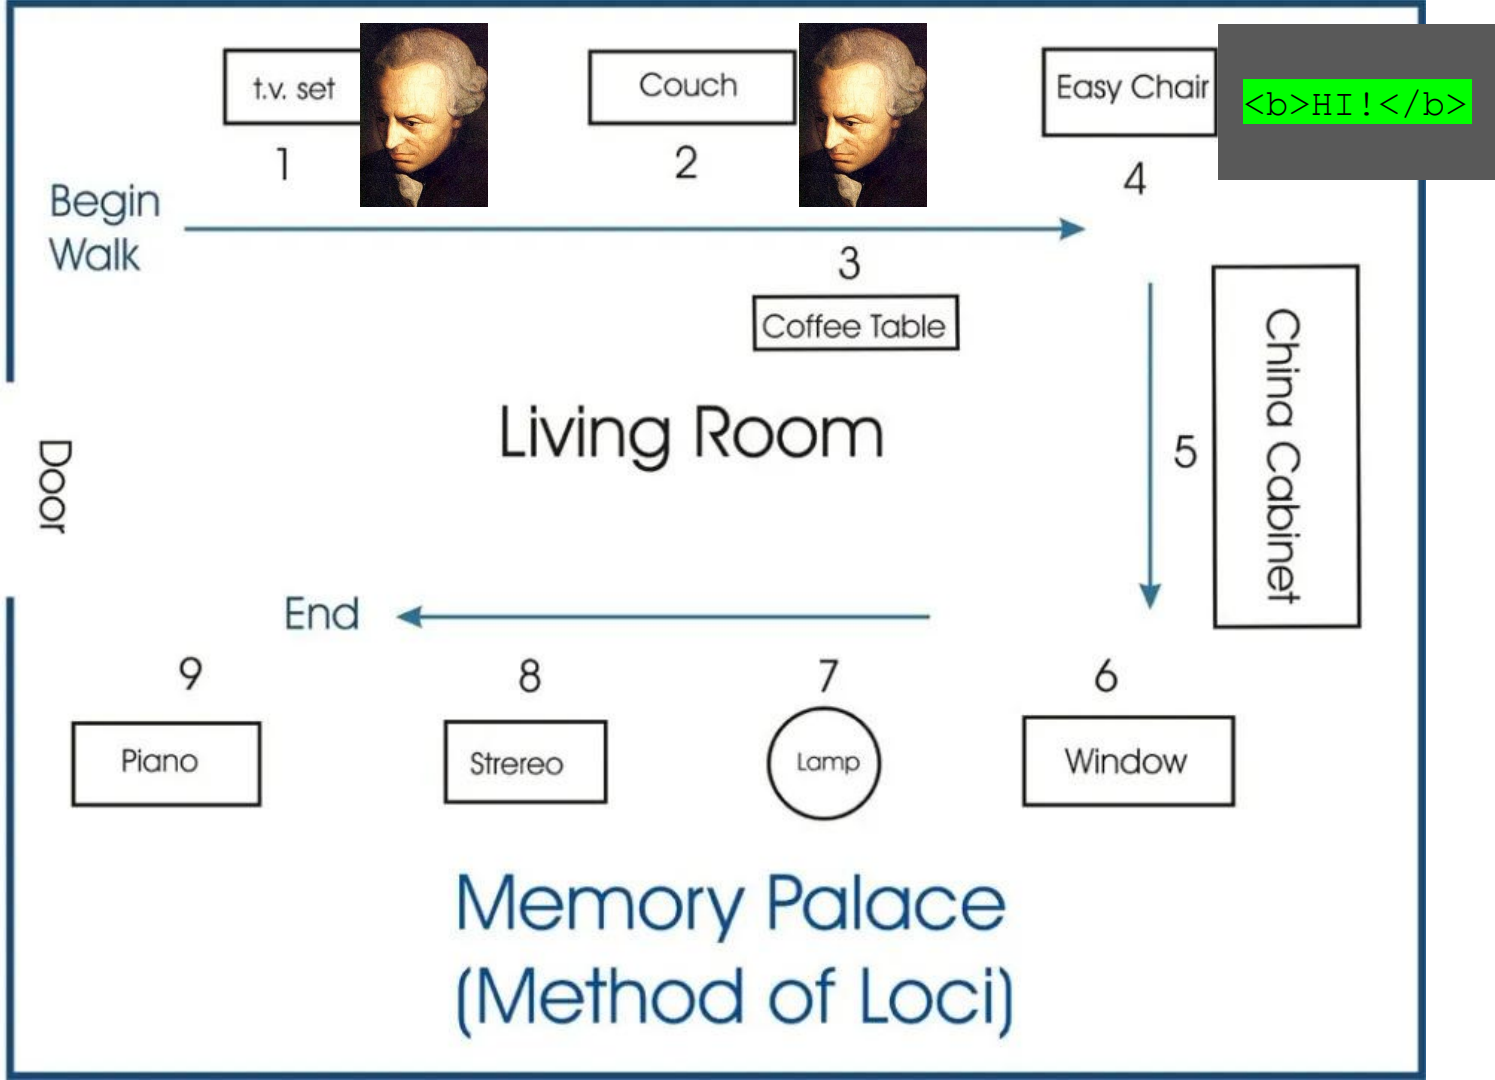 t.v. set
Couch
Easy Chair
<b>HI!</b>
1
2
4
Begin
Walk
3
Coffee Table
China Cabinet
Living Room
5
Door
End
9
8
7
6
Piano
Strereo
Lamp
Window
Memory Palace
(Method of Loci)